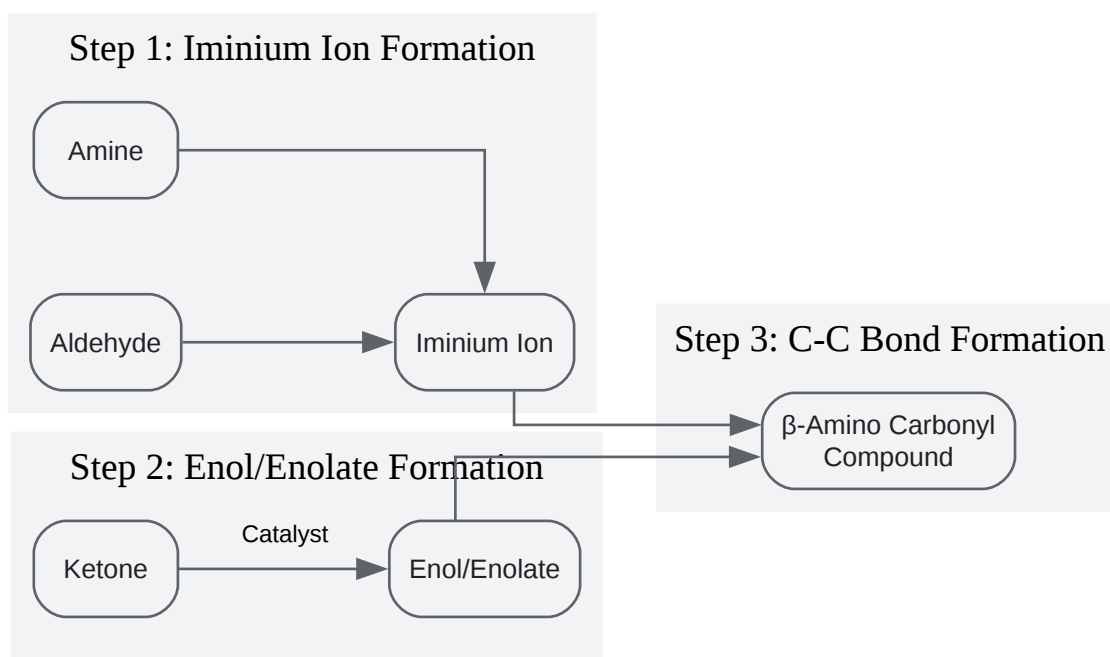 Step 1: Iminium Ion Formation
Amine
Aldehyde
Iminium Ion
Step 2: Enol/Enolate Formation
Ketone
Catalyst
Enol/Enolate
Step 3: C-C Bond Formation
β-Amino Carbonyl
Compound